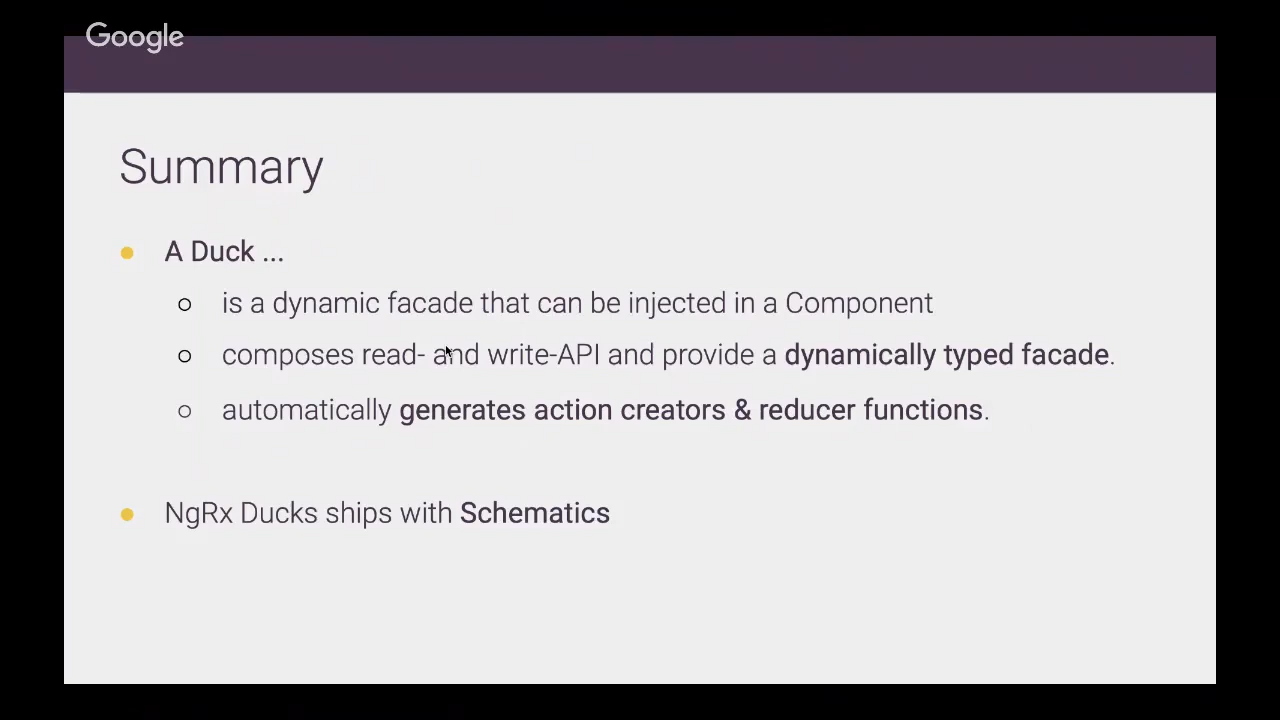 Google
Summary
A Duck ...
is a dynamic facade that can be injected in a Component
composes read- and write-API and provide a dynamically typed facade.
automatically generates action creators & reducer functions.
NgRx Ducks ships with Schematics